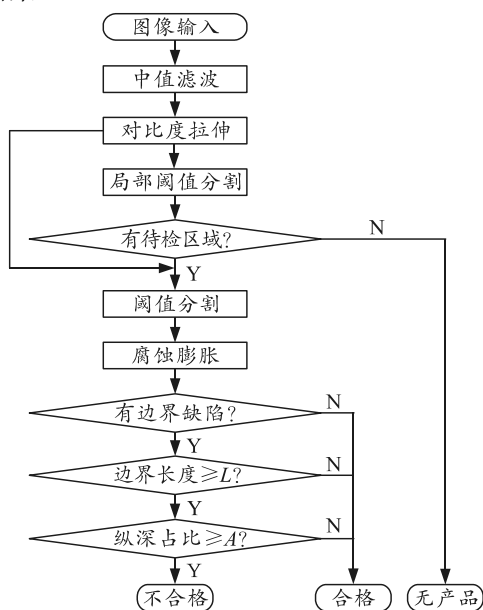 图像输入
中值滤波
对比度拉伸
局部阈值分割
有待检区域?
N
Y
阈值分割
腐蚀膨胀
有边界缺陷?
N
Y
边界长度≥L?
N
Y
纵深占比≥A?
N
Y
不合格
合格
无产品